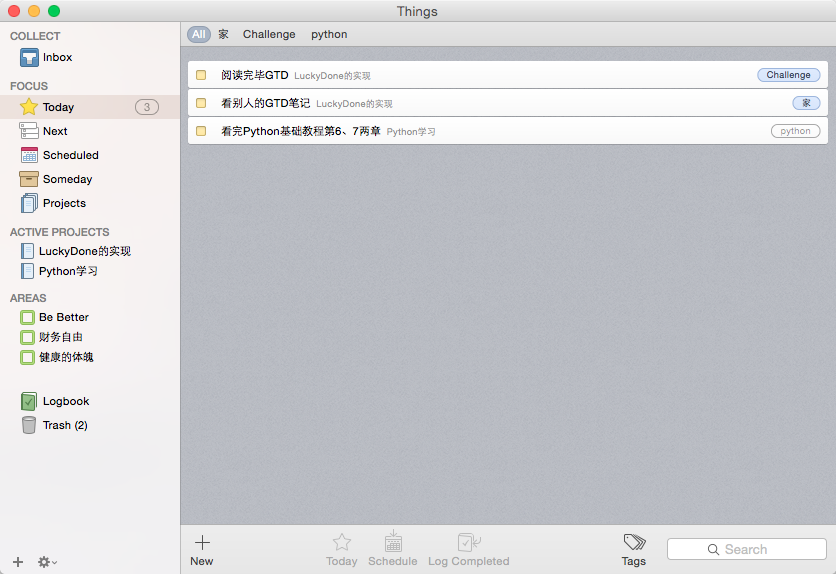 Things
COLLECT
Inbox
FOCUS
Today 3
Next
Scheduled
Someday
Projects
ACTIVE PROJECTS
LuckyDone的实现
Python学习
AREAS
Be Better
财务自由
健康的体魄
Logbook
Trash (2)
All 家 Challenge python
阅读完毕GTD LuckyDone的实现 Challenge
看别人的GTD笔记 LuckyDone的实现 家
看完Python基础教程第6、7两章 Python学习 python
New Today Schedule Log Completed Tags Search